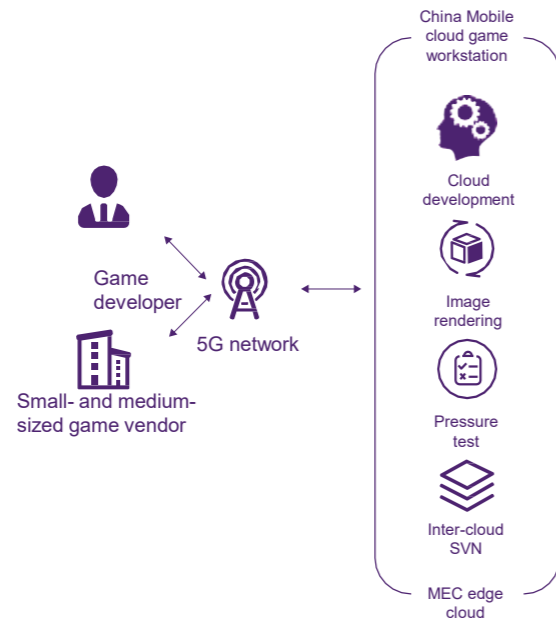 China Mobile
cloud game
workstation
Cloud
development
Game
developer
Image
rendering
5G network
Small- and medium-
sized game vendor
Pressure
test
Inter-cloud
SVN
MEC edge
cloud